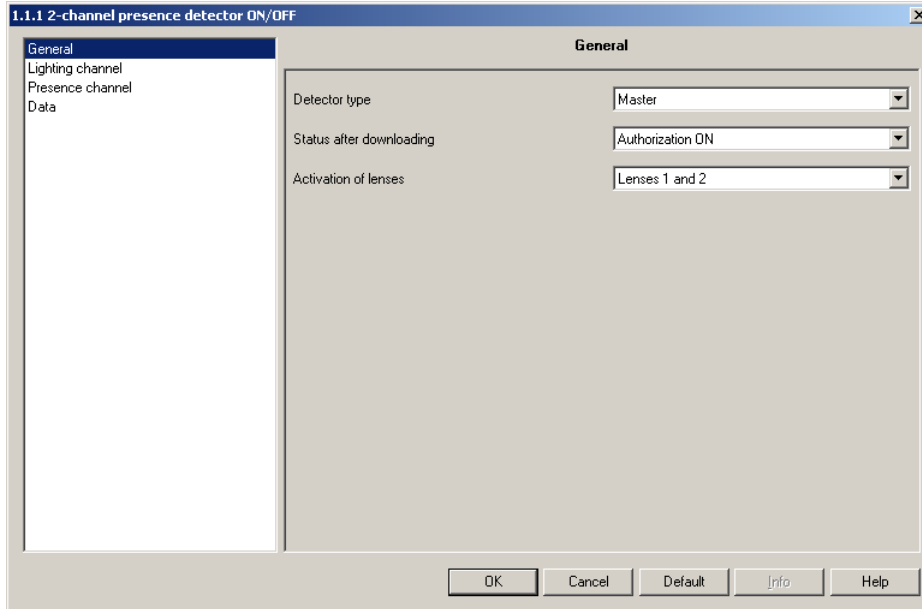 1.1.1 2-channel presence detector ON/OFF
General
Lighting channel
Presence channel
Data
General
Detector type Master
Status after downloading Authorization ON
Activation of lenses Lenses 1 and 2
OK Cancel Default Info Help